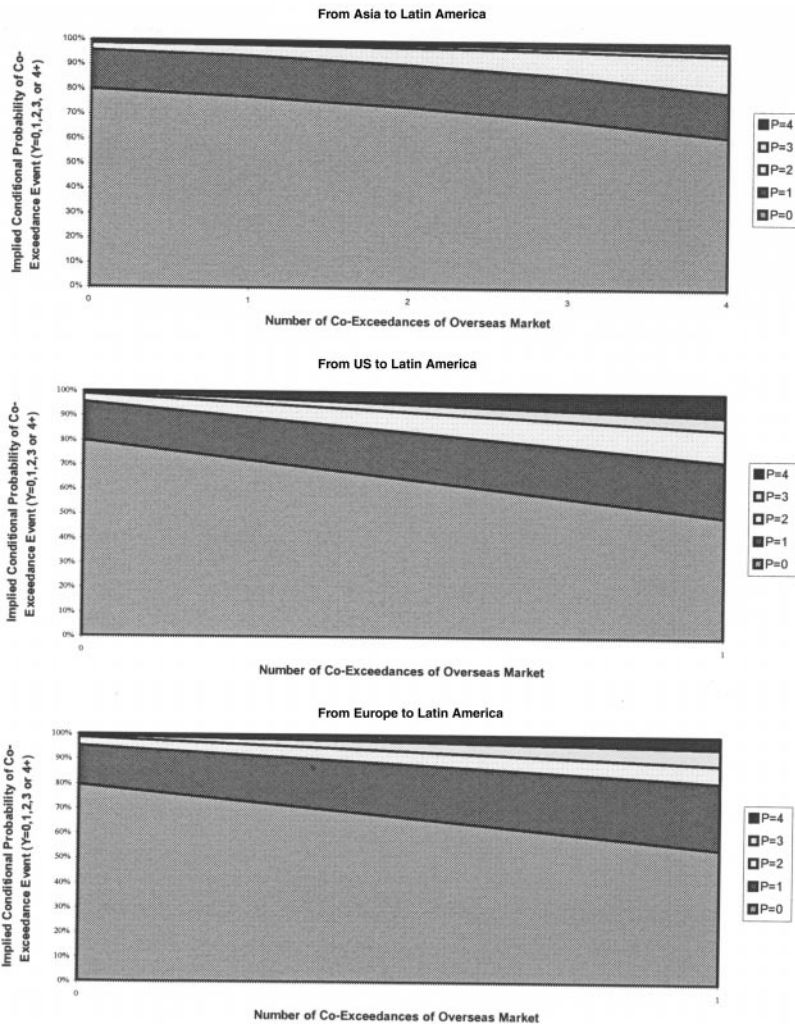 From Asia to Latin America
Implied Conditional Probability of Co-
Exceedance Event (Y=0,1,2,3, or 4+)
100%
90%
80%
70%
60%
50%
40%
30%
20%
10%
0%
0
1
2
3
4
Number of Co-Exceedances of Overseas Market
P=4
P=3
P=2
P=1
P=0
From US to Latin America
Implied Conditional Probability of Co-
Exceedance Event (Y=0,1,2,3 or 4+)
100%
90%
80%
70%
60%
50%
40%
30%
20%
10%
0%
0
1
Number of Co-Exceedances of Overseas Market
P=4
P=3
P=2
P=1
P=0
From Europe to Latin America
Implied Conditional Probability of Co-
Exceedance Event (Y=0,1,2,3 or 4+)
100%
90%
80%
70%
60%
50%
40%
30%
20%
10%
0%
0
1
Number of Co-Exceedances of Overseas Market
P=4
P=3
P=2
P=1
P=0